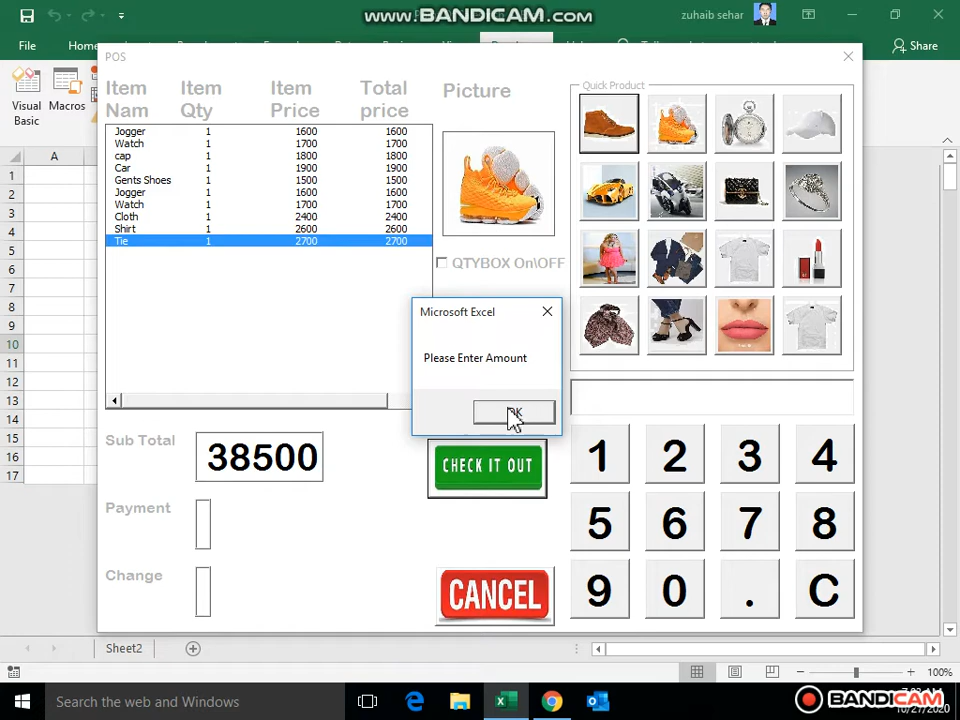 www.BANDICAM.com
zuhaib sehar
File
Home
Share
Visual Basic
Macros
POS
Item Nam
Item Qty
Item Price
Total price
Picture
Quick Product
Jogger 1 1600 1600
Watch 1 1700 1700
cap 1 1800 1800
Car 1 1900 1900
Gents Shoes 1 1500 1500
Jogger 1 1600 1600
Watch 1 1700 1700
Cloth 1 2400 2400
Shirt 1 2600 2600
Tie 1 2700 2700
QTYBOX On\OFF
Microsoft Excel
Please Enter Amount
OK
Sub Total
38500
CHECK IT OUT
Payment
Change
CANCEL
1 2 3 4
5 6 7 8
9 0 . C
A
1
2
3
4
5
6
7
8
9
10
11
12
13
14
15
16
17
Sheet2
100%
Search the web and Windows
BANDICAM
10/27/2020